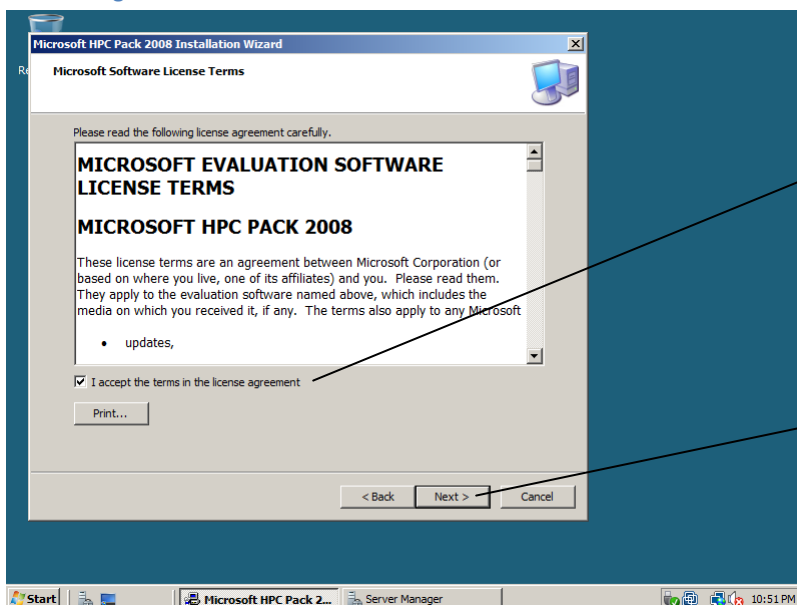 Microsoft HPC Pack 2008 Installation Wizard
Microsoft Software License Terms
Please read the following license agreement carefully.
MICROSOFT EVALUATION SOFTWARE
LICENSE TERMS
MICROSOFT HPC PACK 2008
These license terms are an agreement between Microsoft Corporation (or
based on where you live, one of its affiliates) and you.  Please read them.
They apply to the evaluation software named above, which includes the
media on which you received it, if any.  The terms also apply to any Microsoft
• updates,
I accept the terms in the license agreement
Print...
< Back
Next >
Cancel
Start
Microsoft HPC Pack 2...
Server Manager
10:51 PM